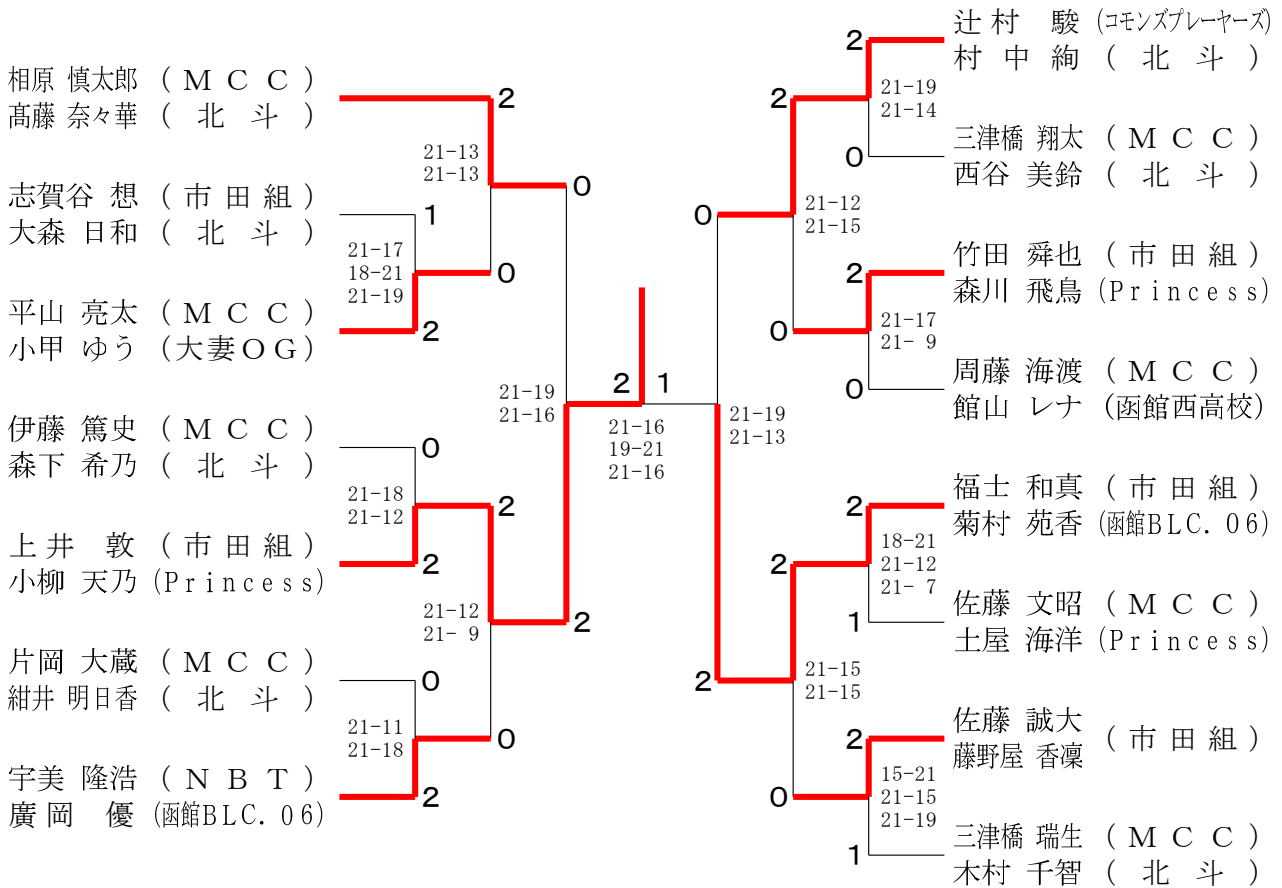 相原 慎太郎 （ＭＣＣ）
髙藤 奈々華 （北斗）
2
21-13
21-13
0
志賀谷 想 （市田組）
大森 日和 （北斗）
1
21-17
18-21
21-19
0
平山 亮太 （ＭＣＣ）
小甲 ゆう （大妻ＯＧ）
2
21-19
21-16
伊藤 篤史 （ＭＣＣ）
森下 希乃 （北斗）
0
21-18
21-12
2
上井 敦 （市田組）
小柳 天乃 (Princess)
2
21-12
21- 9
2
片岡 大蔵 （ＭＣＣ）
紺井 明日香 （北斗）
0
21-11
21-18
0
宇美 隆浩 （ＮＢＴ）
廣岡 優 (函館BLC.06)
2
2 1
21-16
19-21
21-16
辻村 駿 (コモンズプレーヤーズ)
村中 絢 （北斗）
2
21-19
21-14
2
三津橋 翔太 （ＭＣＣ）
西谷 美鈴 （北斗）
0
21-12
21-15
0
竹田 舜也 （市田組）
森川 飛鳥 (Princess)
2
21-17
21- 9
0
周藤 海渡 （ＭＣＣ）
館山 レナ (函館西高校)
0
21-19
21-13
福士 和真 （市田組）
菊村 苑香 (函館BLC.06)
2
18-21
21-12
21- 7
2
佐藤 文昭 （ＭＣＣ）
土屋 海洋 (Princess)
1
21-15
21-15
2
佐藤 誠大
藤野屋 香凜
（市田組）
2
15-21
21-15
21-19
0
三津橋 瑞生 （ＭＣＣ）
木村 千智 （北斗）
1